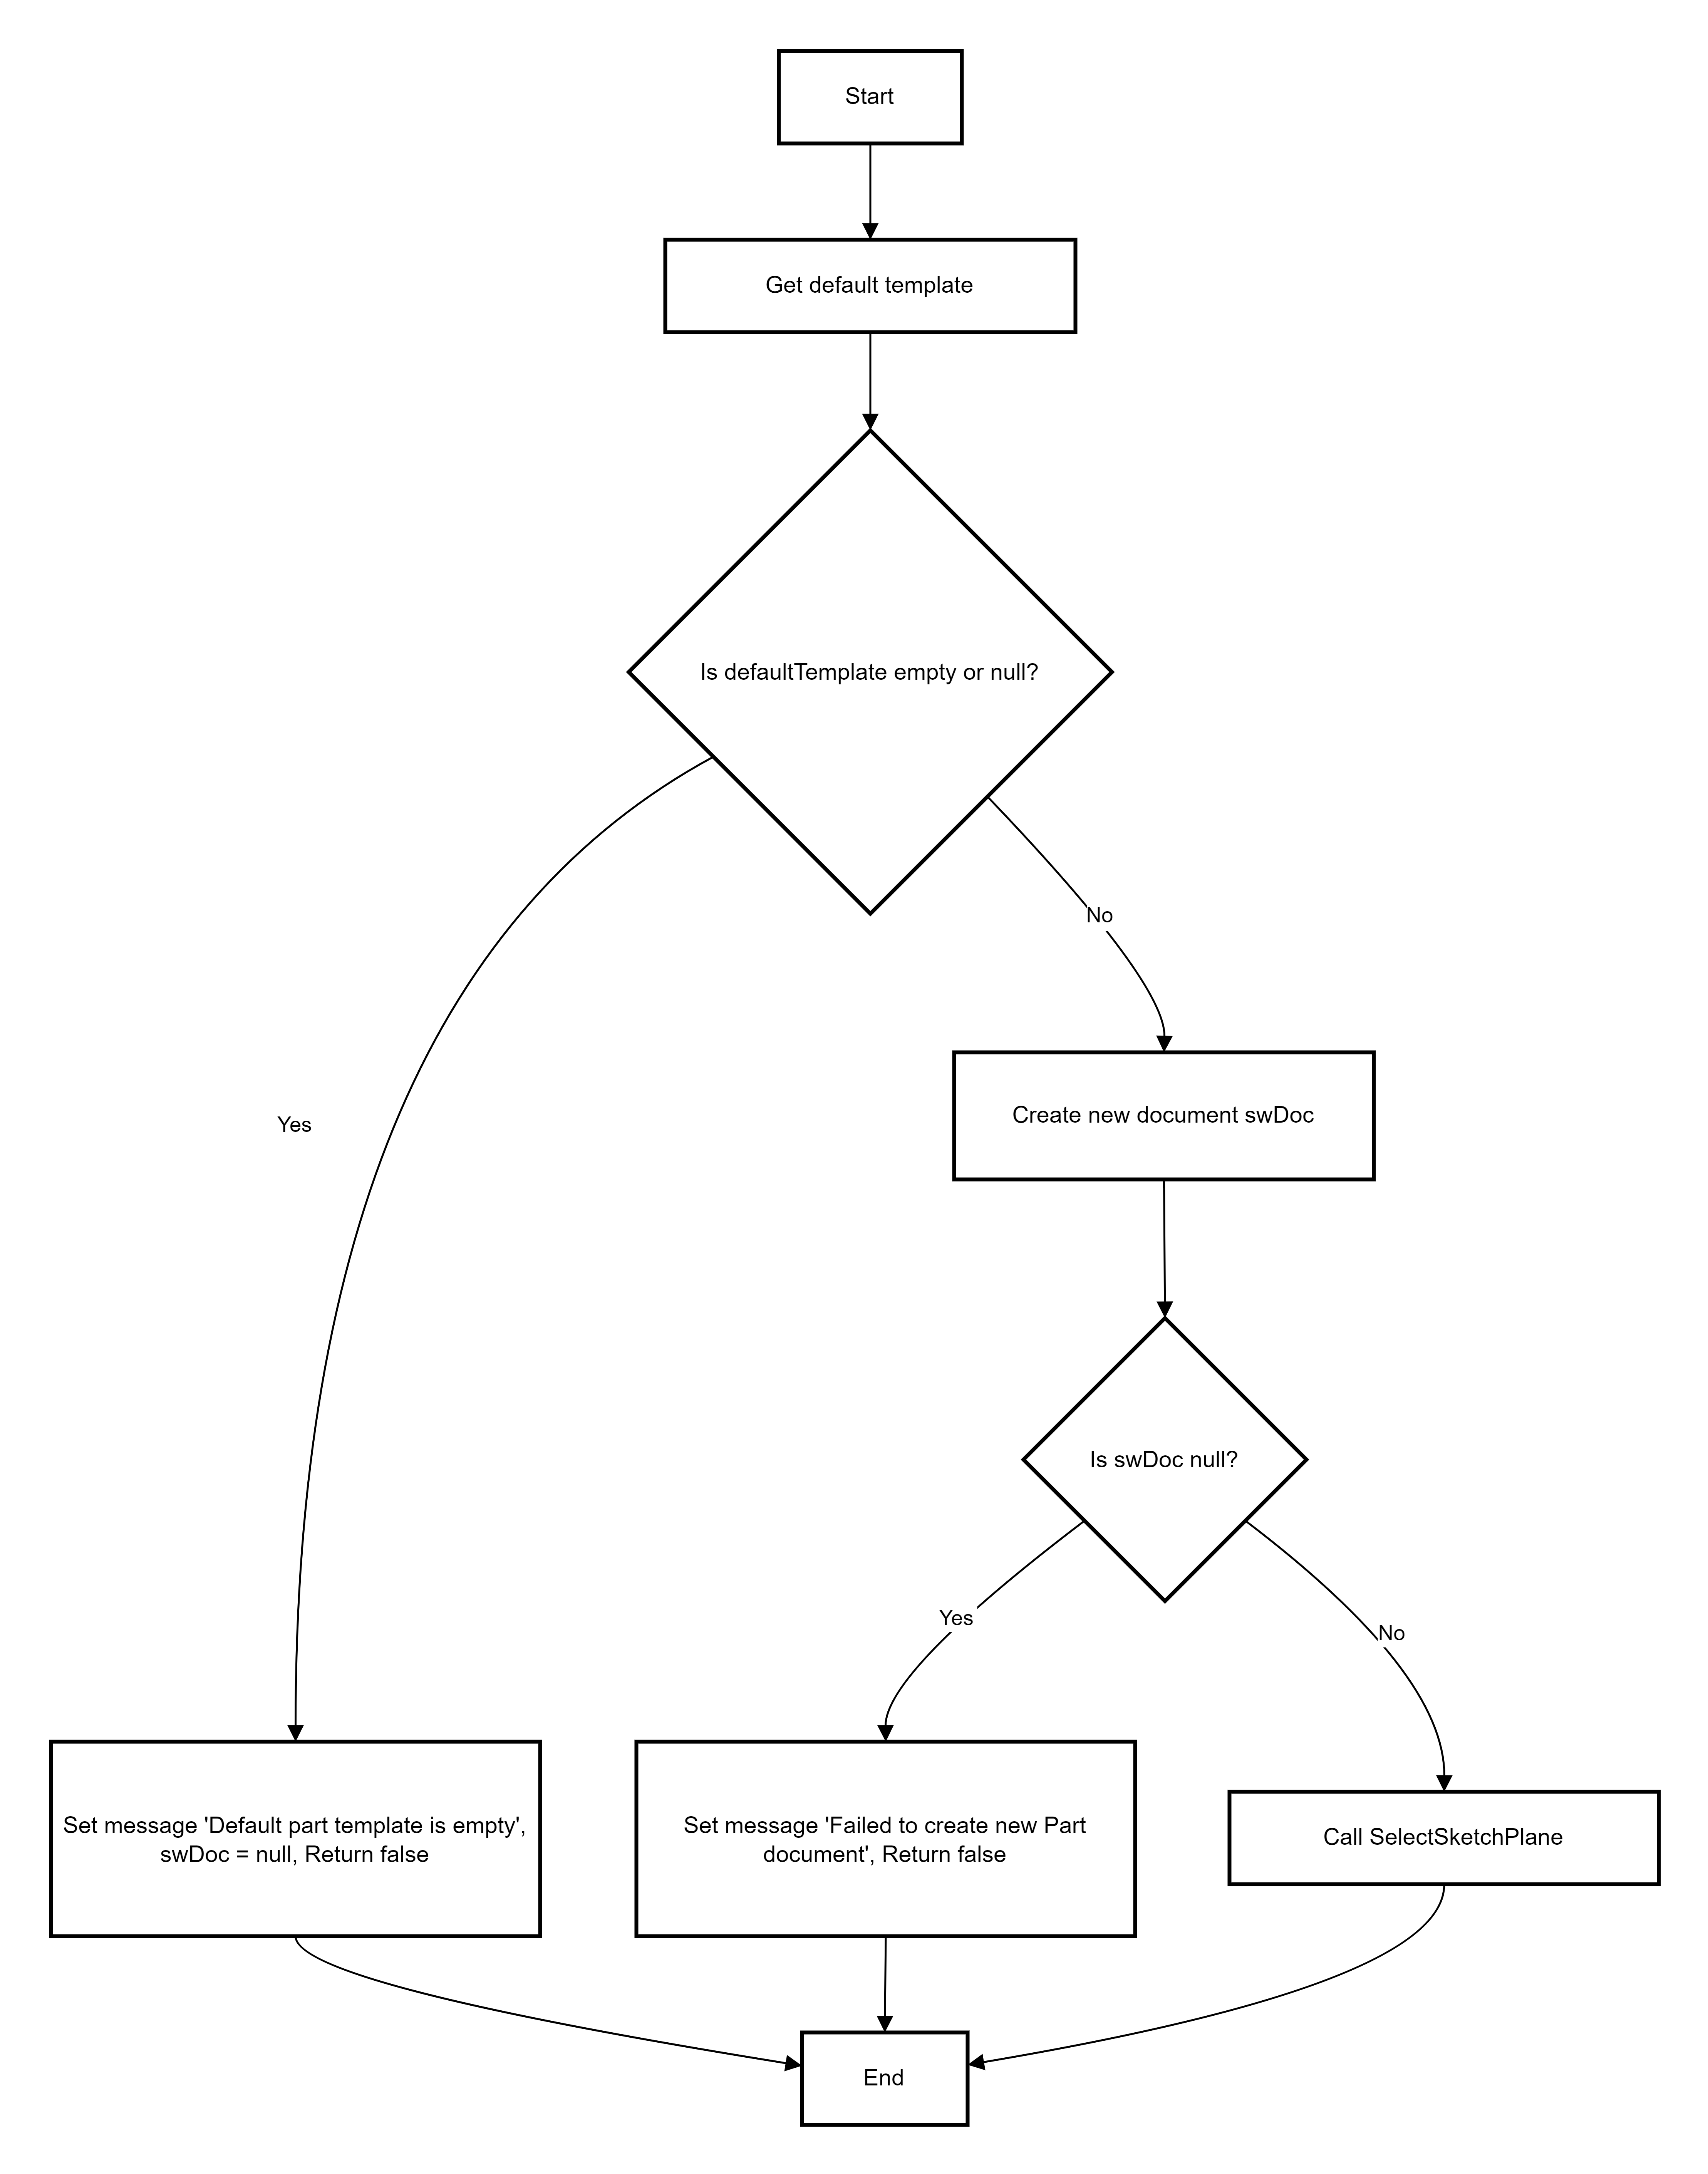 Start
Get default template
Is defaultTemplate empty or null?
No
Yes
Create new document swDoc
Is swDoc null?
Yes
No
Set message 'Default part template is empty',
swDoc = null, Return false
Set message 'Failed to create new Part
document', Return false
Call SelectSketchPlane
End